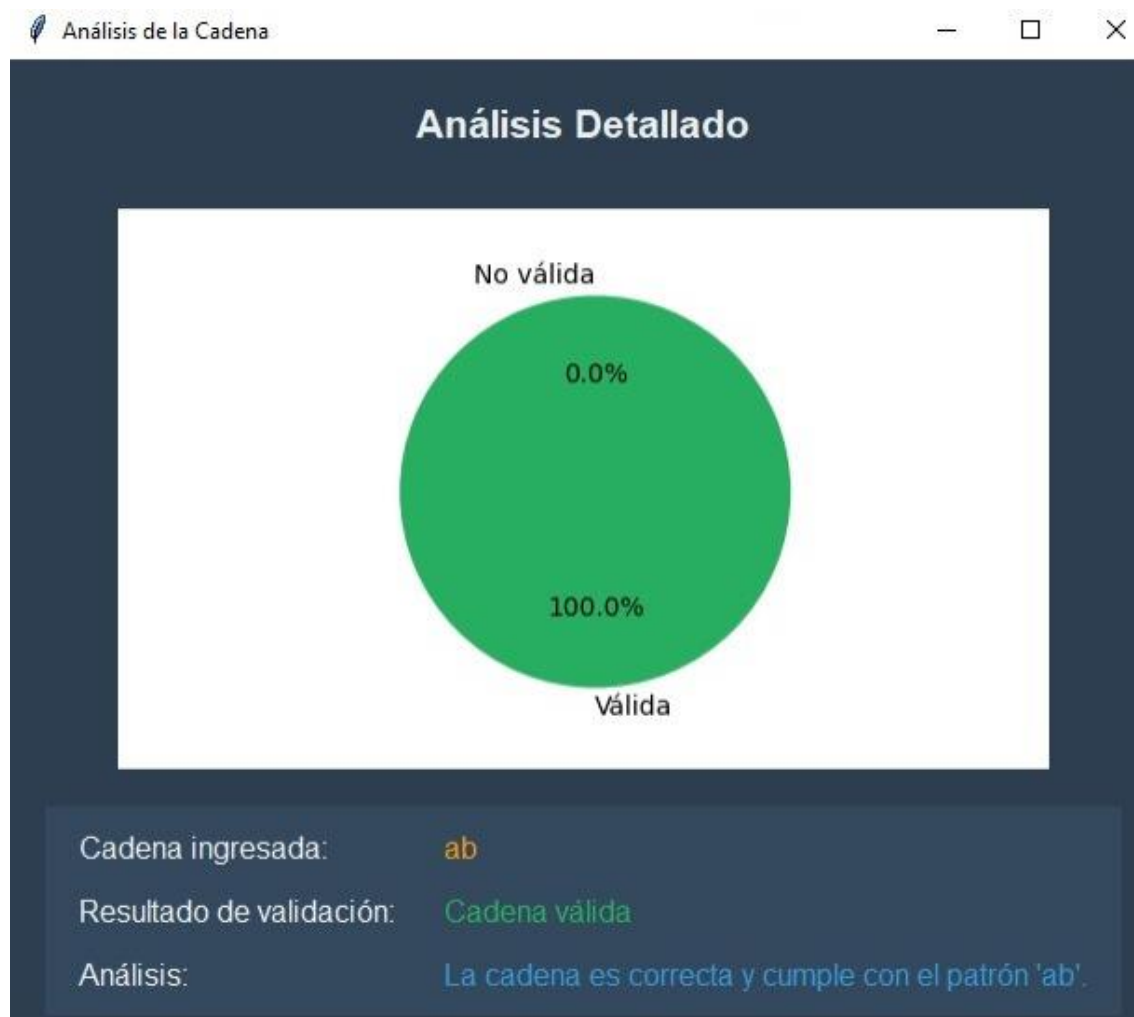 Análisis de la Cadena
Análisis Detallado
No válida
0.0%
100.0%
Válida
Cadena ingresada: ab
Resultado de validación: Cadena válida
Análisis: La cadena es correcta y cumple con el patrón 'ab'.